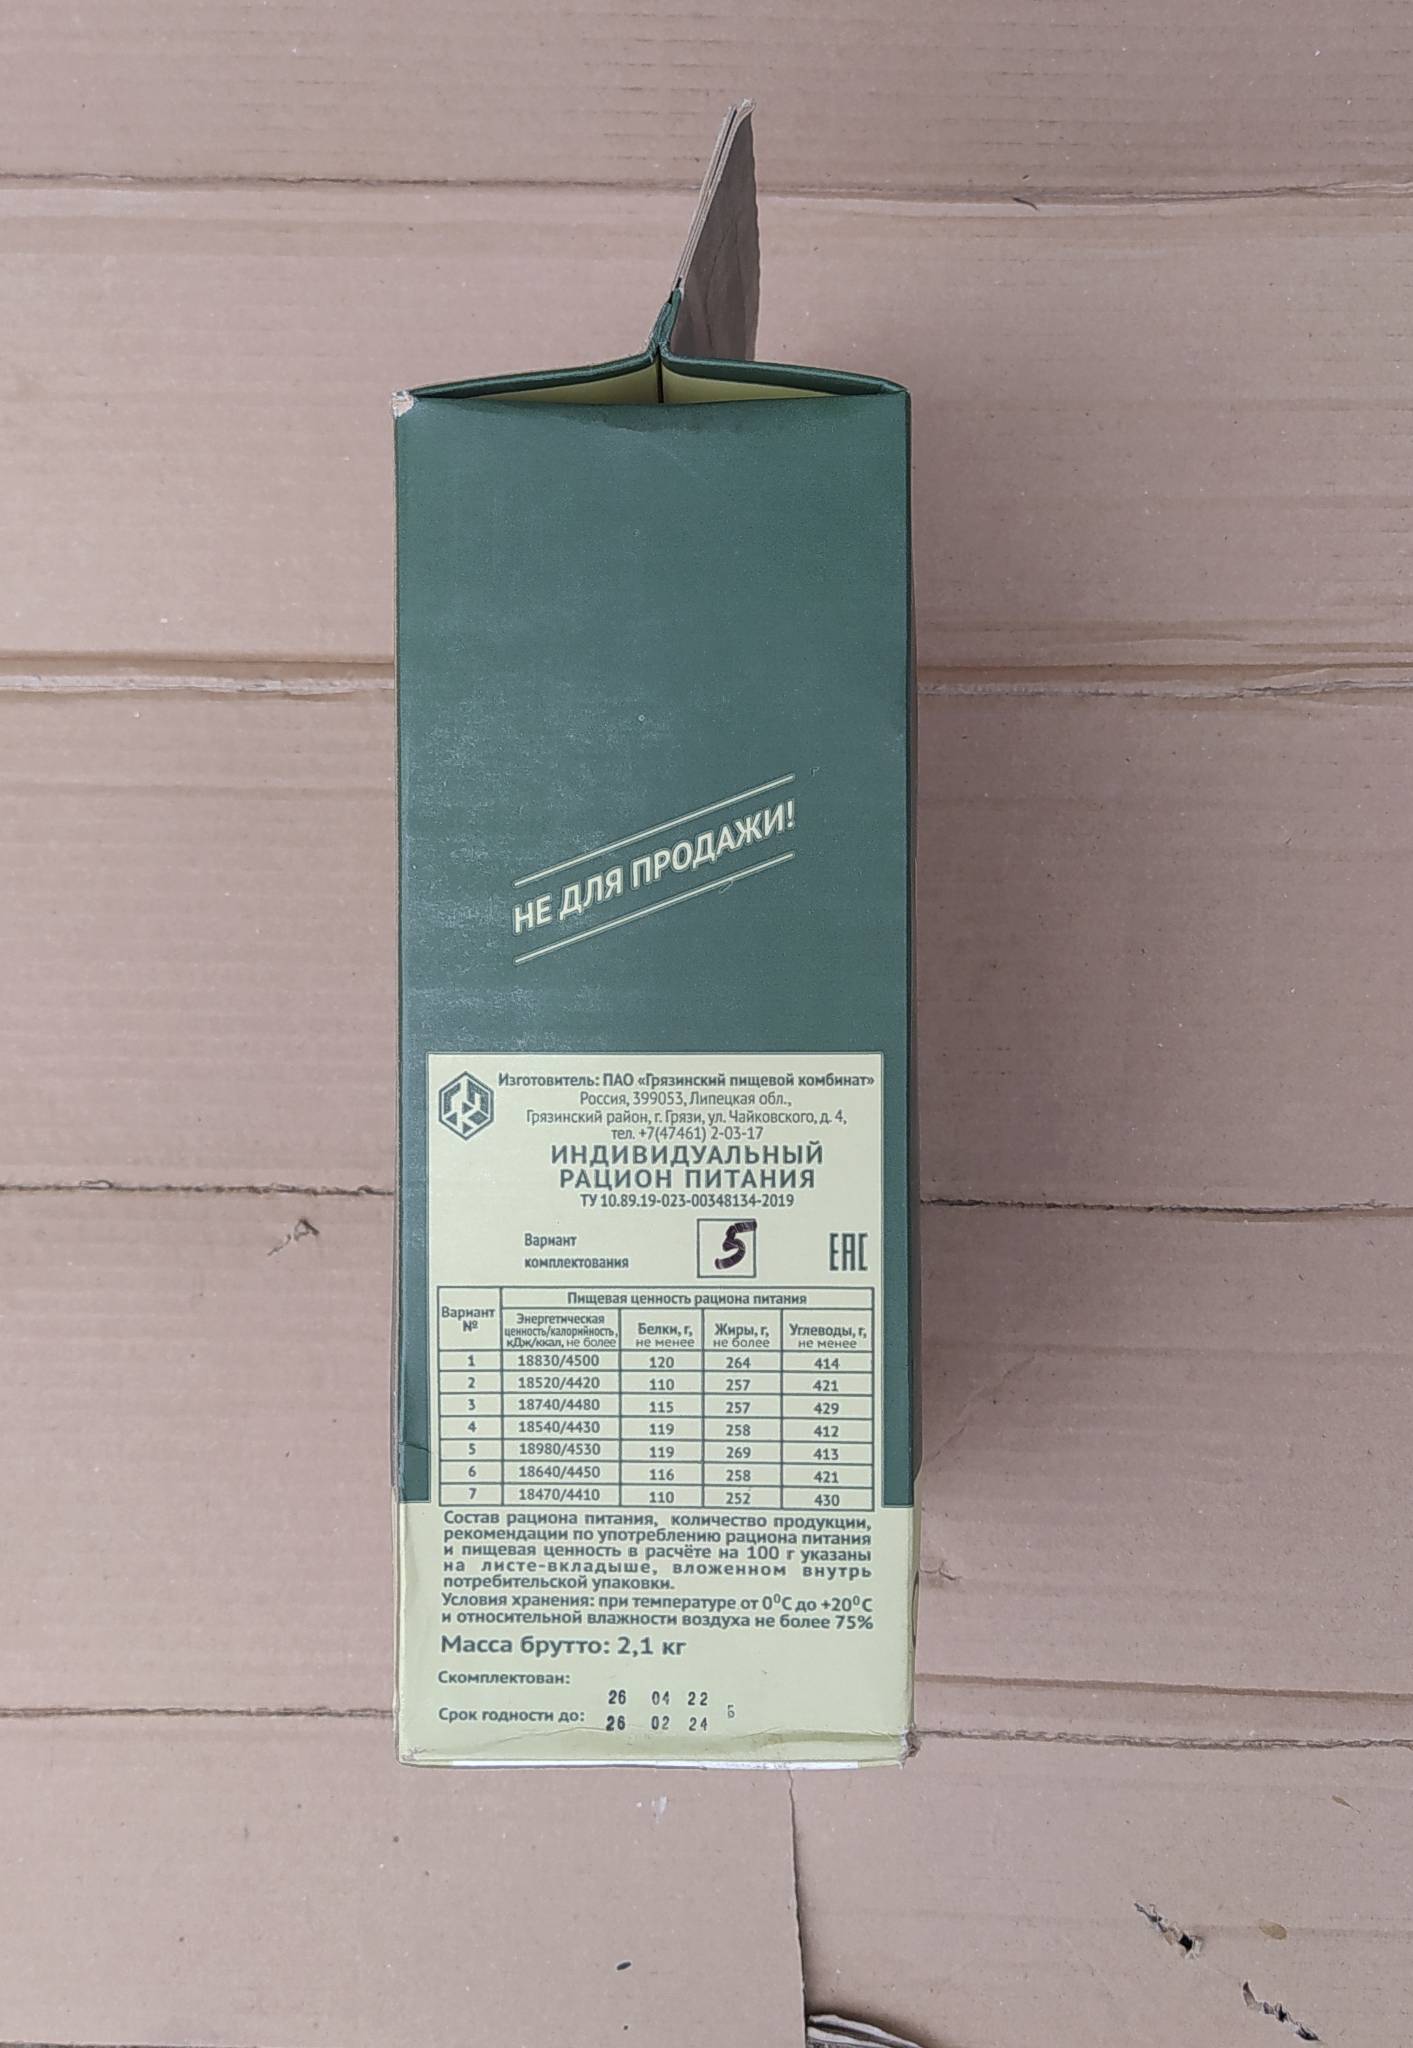 НЕ ДЛЯ ПРОДАЖИ!
Изготовитель: ПАО «Грязинский пищевой комбинат»
Россия, 399053, Липецкая обл.,
Грязинский район, г. Грязи, ул. Чайковского, д. 4,
тел. +7(47461) 2-03-17
ИНДИВИДУАЛЬНЫЙ
РАЦИОН ПИТАНИЯ
ТУ 10.89.19-023-00348134-2019
Вариант
комплектования
5
ЕАС
Вариант №
Пищевая ценность рациона питания
Энергетическая ценность/калорийность, кДж/ккал, не более
Белки, г, не менее
Жиры, г, не более
Углеводы, г, не менее
1 18830/4500 120 264 414
2 18520/4420 110 257 421
3 18740/4480 115 257 429
4 18540/4430 119 258 412
5 18980/4530 119 269 413
6 18640/4450 116 258 421
7 18470/4410 110 252 430
Состав рациона питания, количество продукции,
рекомендации по употреблению рациона питания
и пищевая ценность в расчёте на 100 г указаны
на листе-вкладыше, вложенном внутрь
потребительской упаковки.
Условия хранения: при температуре от 0⁰С до +20⁰С
и относительной влажности воздуха не более 75%
Масса брутто: 2,1 кг
Скомплектован:
26 04 22
Б
Срок годности до:
26 02 24